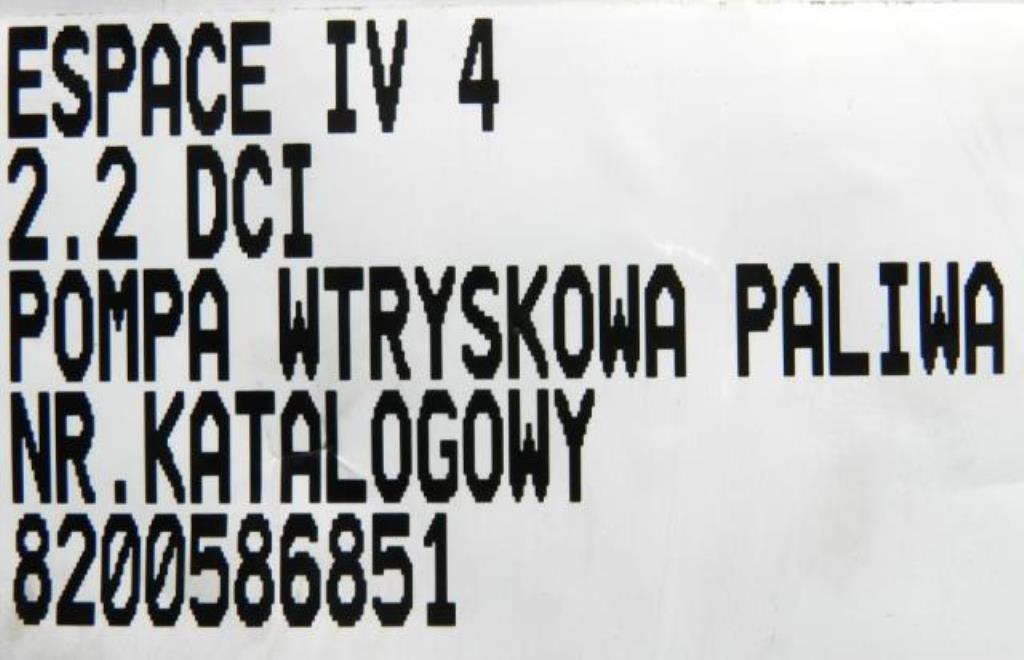 ESPACE IV 4
2.2 DCI
POMPA WTRYSKOWA PALIWA
NR.KATALOGOWY
8200586851